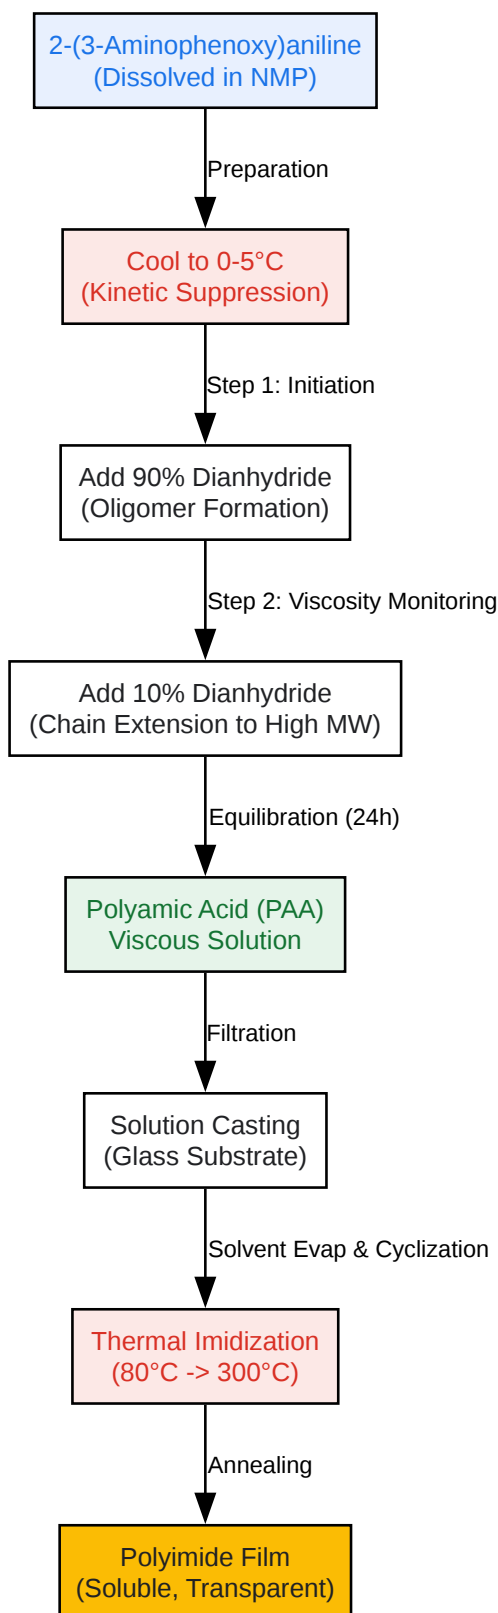 2-(3-Aminophenoxy)aniline
(Dissolved in NMP)
Preparation
Cool to 0-5°C
(Kinetic Suppression)
Step 1: Initiation
Add 90% Dianhydride
(Oligomer Formation)
Step 2: Viscosity Monitoring
Add 10% Dianhydride
(Chain Extension to High MW)
Equilibration (24h)
Polyamic Acid (PAA)
Viscous Solution
Filtration
Solution Casting
(Glass Substrate)
Solvent Evap & Cyclization
Thermal Imidization
(80°C -> 300°C)
Annealing
Polyimide Film
(Soluble, Transparent)